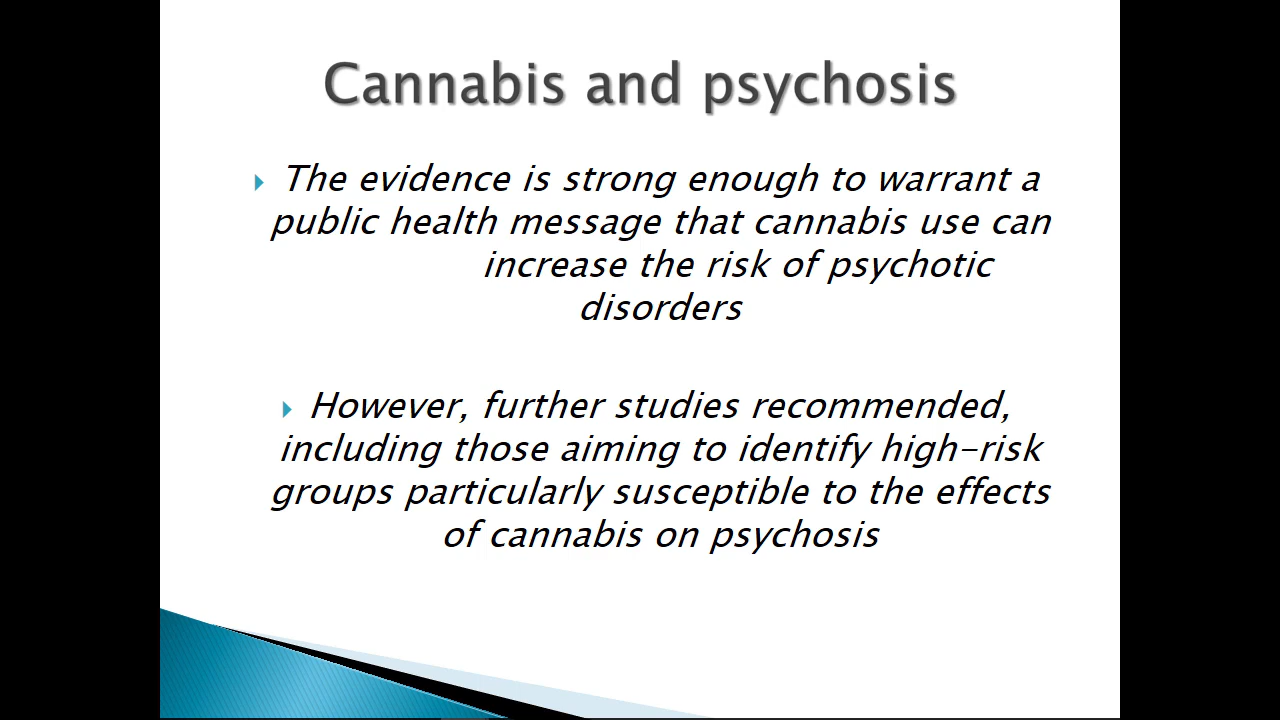 Cannabis and psychosis
The evidence is strong enough to warrant a
public health message that cannabis use can
increase the risk of psychotic
disorders
However, further studies recommended,
including those aiming to identify high-risk
groups particularly susceptible to the effects
of cannabis on psychosis